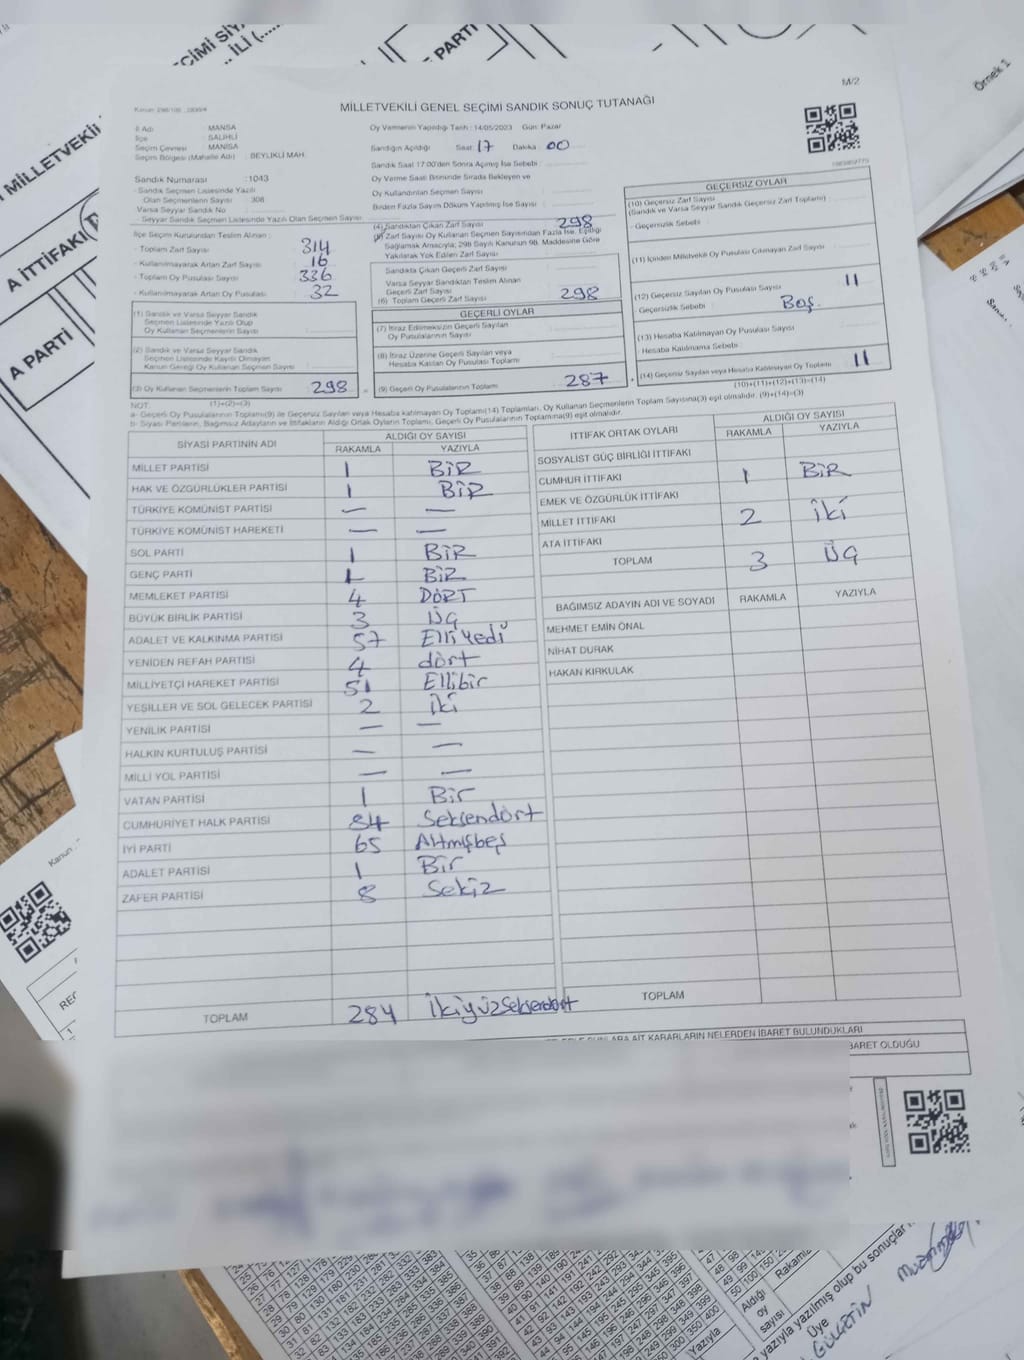 M/2
Örnek 1
A MİLLETVEKİLİ
A İTTİFAKI
A PARTİ
PARTİ
MİLLETVEKİLİ GENEL SEÇİMİ SANDIK SONUÇ TUTANAĞI
İl Adı : MANİSA
İlçe : SALİHLİ
Seçim Çevresi : MANİSA
Seçim Bölgesi (Mahalle Adı) : BEYLİKLİ MAH.
Sandık Numarası : 1043
- Sandık Seçmen Listesinde Yazılı
Olan Seçmenlerin Sayısı : 308
Varsa Seyyar Sandık No
- Seyyar Sandık Seçmen Listesinde Yazılı Olan Seçmen Sayısı
Oy Vermenin Yapıldığı Tarih : 14/05/2023 Gün: Pazar
Sandığın Açıldığı Saat: 17 Dakika: 00
Sandık Saat 17.00'den Sonra Açılmış İse Sebebi :
Oy Verme Saati Bitiminde Sırada Bekleyen ve
Oy Kullandırılan Seçmen Sayısı
Birden Fazla Sayım Döküm Yapılmış İse Sayısı :
İlçe Seçim Kurulundan Teslim Alınan :
- Toplam Zarf Sayısı 314
- Kullanılmayarak Artan Zarf Sayısı : 16
- Toplam Oy Pusulası Sayısı 336
- Kullanılmayarak Artan Oy Pusulası : 32
(4) Sandıktan Çıkan Zarf Sayısı 298
(5) Zarf Sayısı Oy Kullanan Seçmen Sayısından Fazla İse, Eşitliği
Sağlamak Amacıyla; 298 Sayılı Kanunun 98. Maddesine Göre
Yakılarak Yok Edilen Zarf Sayısı
Sandıkta Çıkan Geçerli Zarf Sayısı
Varsa Seyyar Sandıktan Teslim Alınan
Geçerli Zarf Sayısı
(6) Toplam Geçerli Zarf Sayısı 298
(1) Sandık ve Varsa Seyyar Sandık
Seçmen Listesinde Yazılı Olup
Oy Kullanan Seçmenlerin Sayısı
(2) Sandık ve Varsa Seyyar Sandık
Seçmen Listesinde Kayıtlı Olmayan
Kanun Gereği Oy Kullanan Seçmen Sayısı
(3) Oy Kullanan Seçmenlerin Toplam Sayısı 298
(1)+(2)=(3)
GEÇERLİ OYLAR
(7) İtiraz Edilmeksizin Geçerli Sayılan
Oy Pusulalarının Sayısı
(8) İtiraz Üzerine Geçerli Sayılan veya
Hesaba Katılan Oy Pusulası Toplamı
(9) Geçerli Oy Pusulalarının Toplamı 287
GEÇERSİZ OYLAR
(10) Geçersiz Zarf Sayısı
(Sandık ve Varsa Seyyar Sandık Geçersiz Zarf Toplamı) :
- Geçersizlik Sebebi :
(11) İçinden Milletvekili Oy Pusulası Çıkmayan Zarf Sayısı
(12) Geçersiz Sayılan Oy Pusulası Sayısı 11
Geçersizlik Sebebi : Boş.
(13) Hesaba Katılmayan Oy Pusulası Sayısı
- Hesaba Katılmama Sebebi :
(14) Geçersiz Sayılan veya Hesaba Katılmayan Oy Toplamı 11
(10)+(11)+(12)+(13)=(14)
NOT:
a- Geçerli Oy Pusulalarının Toplamı(9) ile Geçersiz Sayılan veya Hesaba katılmayan Oy Toplamı(14) Toplamları, Oy Kullanan Seçmenlerin Toplam Sayısına(3) eşit olmalıdır. (9)+(14)=(3)
b- Siyasi Partilerin, Bağımsız Adayların ve İttifakların Aldığı Ortak Oyların Toplamı, Geçerli Oy Pusulalarının Toplamına(9) eşit olmalıdır.
SİYASİ PARTİNİN ADI ALDIĞI OY SAYISI
RAKAMLA YAZIYLA
MİLLET PARTİSİ 1 BİR
HAK VE ÖZGÜRLÜKLER PARTİSİ 1 BİR
TÜRKİYE KOMÜNİST PARTİSİ — —
TÜRKİYE KOMÜNİST HAREKETİ — —
SOL PARTİ 1 BİR
GENÇ PARTİ 1 BİR
MEMLEKET PARTİSİ 4 DÖRT
BÜYÜK BİRLİK PARTİSİ 3 ÜÇ
ADALET VE KALKINMA PARTİSİ 57 Elli Yedi
YENİDEN REFAH PARTİSİ 4 dört
MİLLİYETÇİ HAREKET PARTİSİ 51 Ellibir
YEŞİLLER VE SOL GELECEK PARTİSİ 2 İki
YENİLİK PARTİSİ — —
HALKIN KURTULUŞ PARTİSİ — —
MİLLİ YOL PARTİSİ — —
VATAN PARTİSİ 1 Bir
CUMHURİYET HALK PARTİSİ 84 Seksendört
İYİ PARTİ 65 Altmışbeş
ADALET PARTİSİ 1 Bir
ZAFER PARTİSİ 8 Sekiz
TOPLAM 284 İkiyüzseksendört
İTTİFAK ORTAK OYLARI ALDIĞI OY SAYISI
RAKAMLA YAZIYLA
SOSYALİST GÜÇ BİRLİĞİ İTTİFAKI
CUMHUR İTTİFAKI 1 BİR
EMEK VE ÖZGÜRLÜK İTTİFAKI
MİLLET İTTİFAKI 2 İki
ATA İTTİFAKI
TOPLAM 3 ÜÇ
BAĞIMSIZ ADAYIN ADI VE SOYADI RAKAMLA YAZIYLA
MEHMET EMİN ÖNAL
NİHAT DURAK
HAKAN KIRKULAK
TOPLAM
AİT KARARLARIN NELERDEN İBARET BULUNDUKLARI
İBARET OLDUĞU
Aldığı
oy
sayısı
Rakamla
Yazıyla
yazıyla yazılmış olup bu sonuçlar
Üye